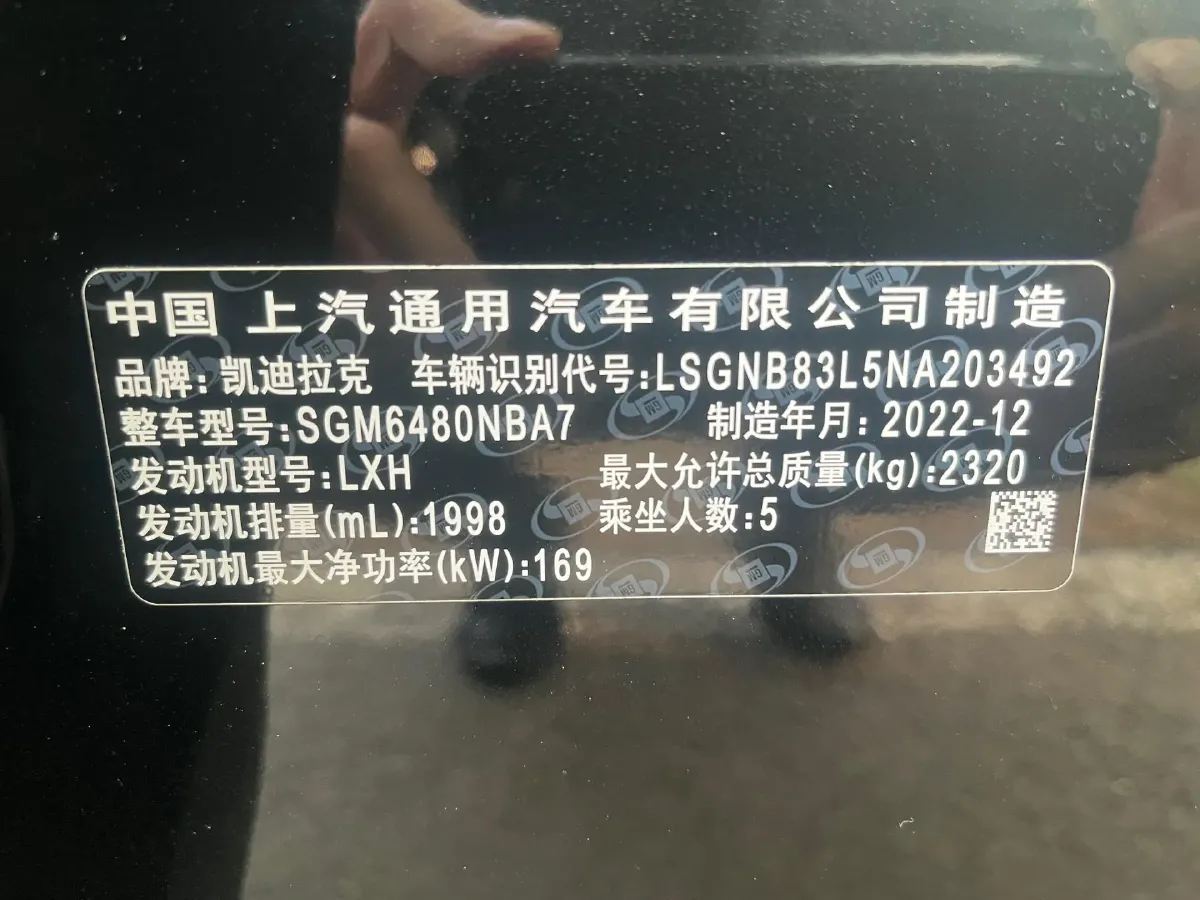 中国 上汽通用汽车有限公司制造
品牌:凯迪拉克 车辆识别代号:LSGNB83L5NA203492
整车型号:SGM6480NBA7 制造年月:2022-12
发动机型号:LXH 最大允许总质量(kg):2320
发动机排量(mL):1998 乘坐人数:5
发动机最大净功率(kW):169